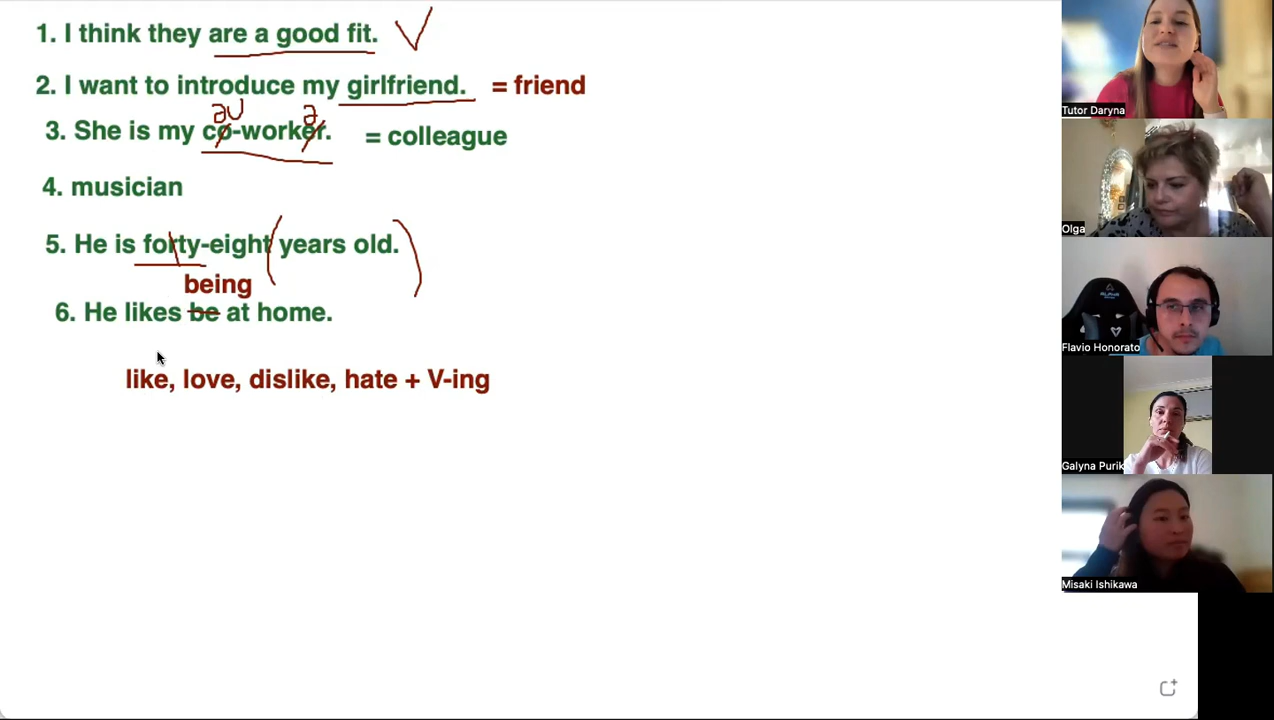 1. I think they are a good fit.
2. I want to introduce my girlfriend. = friend
3. She is my co-worker. = colleague
4. musician
5. He is forty-eight years old.
being
6. He likes be at home.
like, love, dislike, hate + V-ing
Tutor Daryna
Olga
Flavio Honorato
Galyna Purik
Misaki Ishikawa